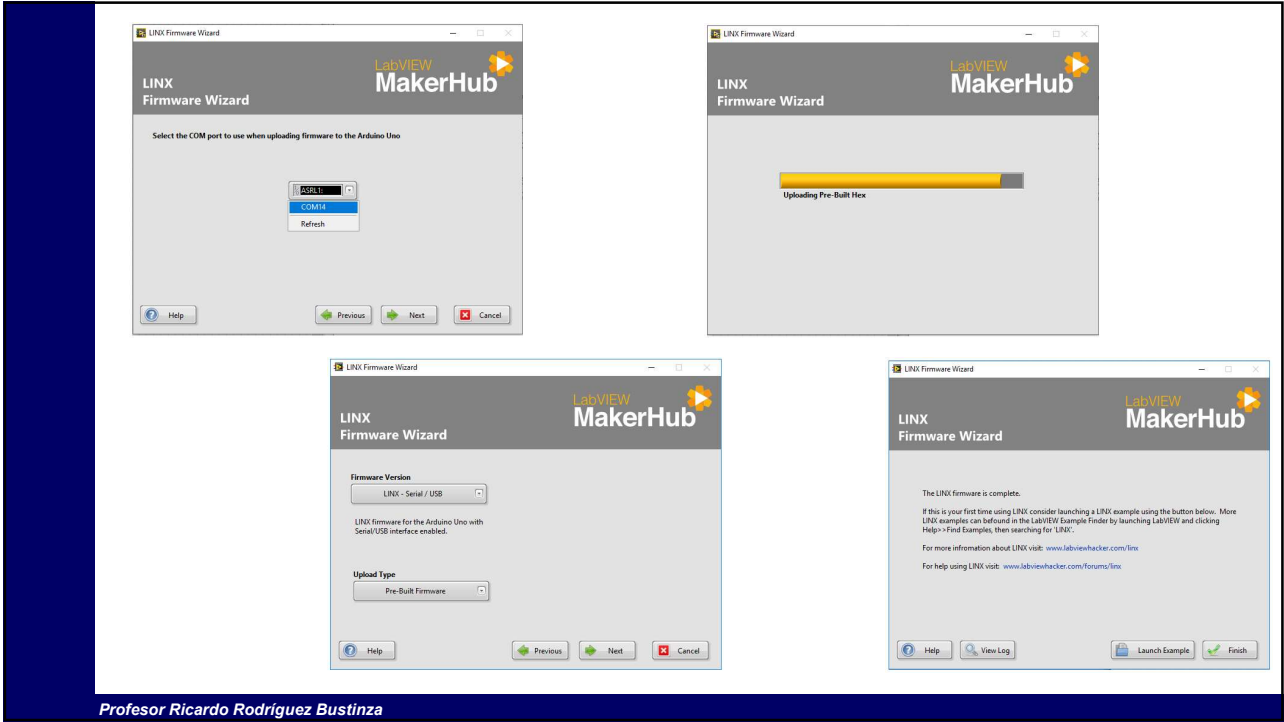 LINX Firmware Wizard
LabVIEW
MakerHub
LINX
Firmware Wizard
Select the COM port to use when uploading firmware to the Arduino Uno
ASRL1:
COM14
Refresh
Help
Previous
Next
Cancel
LINX Firmware Wizard
LabVIEW
MakerHub
LINX
Firmware Wizard
Uploading Pre-Built Hex
LINX Firmware Wizard
LabVIEW
MakerHub
LINX
Firmware Wizard
Firmware Version
LINX - Serial / USB
LINX firmware for the Arduino Uno with
Serial/USB interface enabled.
Upload Type
Pre-Built Firmware
Help
Previous
Next
Cancel
LINX Firmware Wizard
LabVIEW
MakerHub
LINX
Firmware Wizard
The LINX firmware is complete.
If this is your first time using LINX consider launching a LINX example using the button below. More
LINX examples can befound in the LabVIEW Example Finder by launching LabVIEW and clicking
Help>>Find Examples, then searching for 'LINX'.
For more infromation about LINX visit: www.labviewhacker.com/linx
For help using LINX visit: www.labviewhacker.com/forums/linx
Help
View Log
Launch Example
Finish
Profesor Ricardo Rodríguez Bustinza